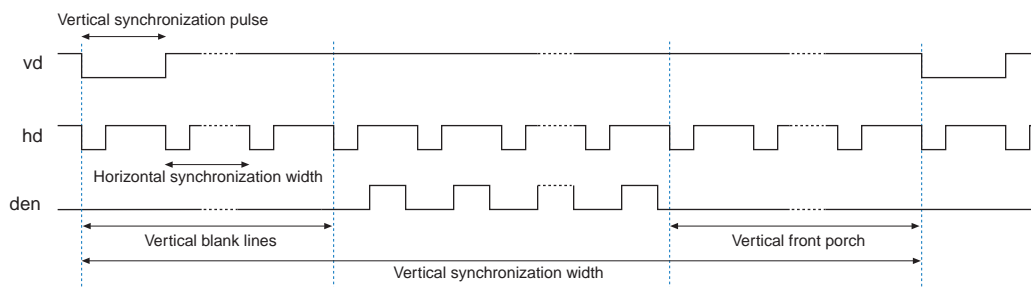 Vertical synchronization pulse
vd
hd
Horizontal synchronization width
den
Vertical blank lines
Vertical front porch
Vertical synchronization width